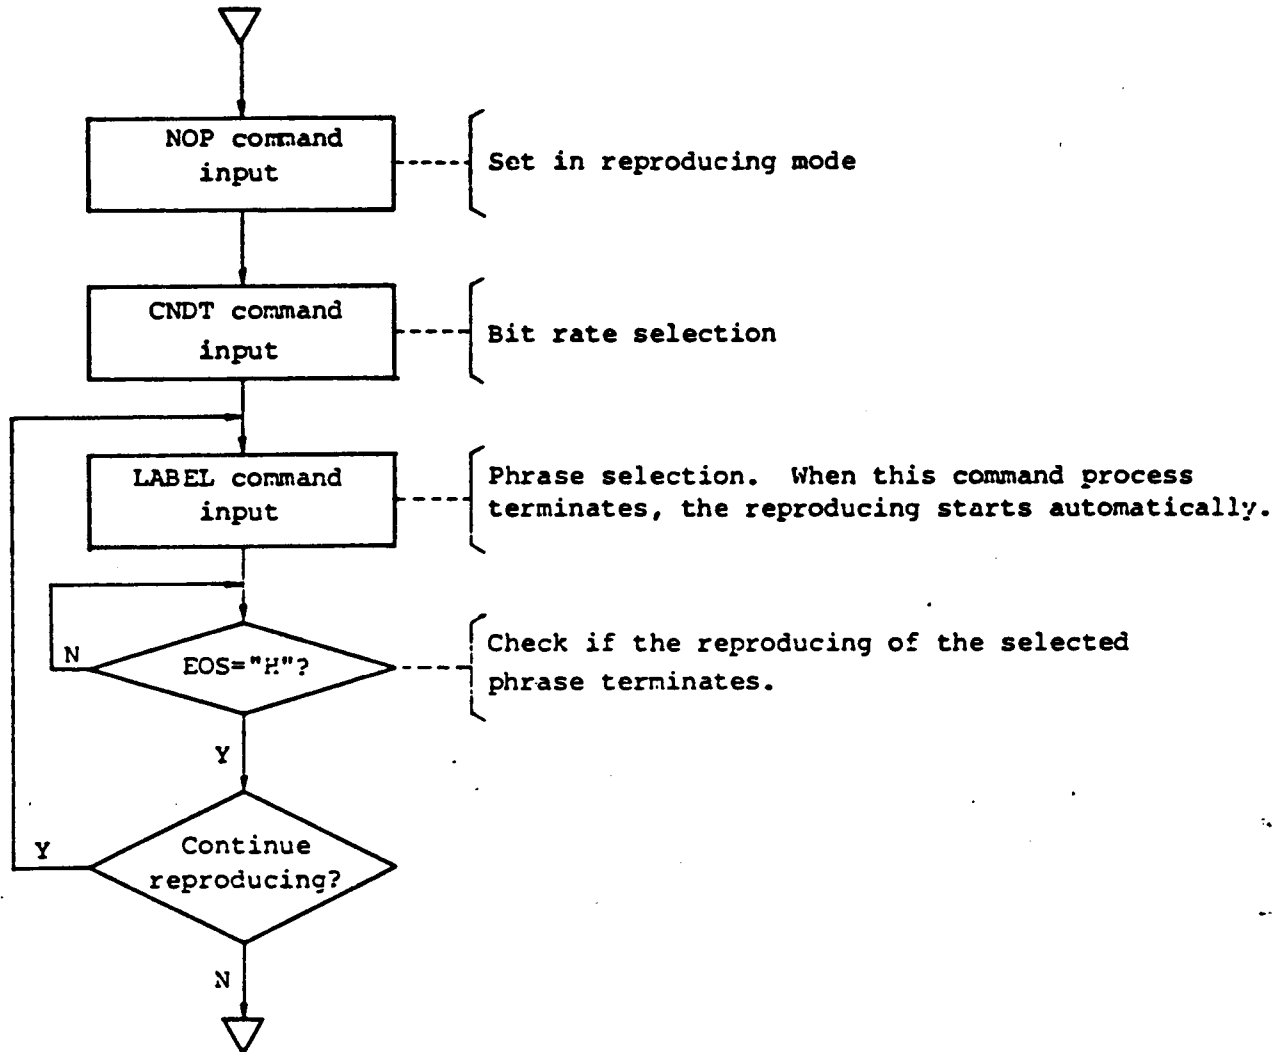 NOP command
input
Set in reproducing mode
CNDT command
input
Bit rate selection
LABEL command
input
Phrase selection. When this command process
terminates, the reproducing starts automatically.
N
EOS="H"?
Check if the reproducing of the selected
phrase terminates.
Y
Y
Continue
reproducing?
N